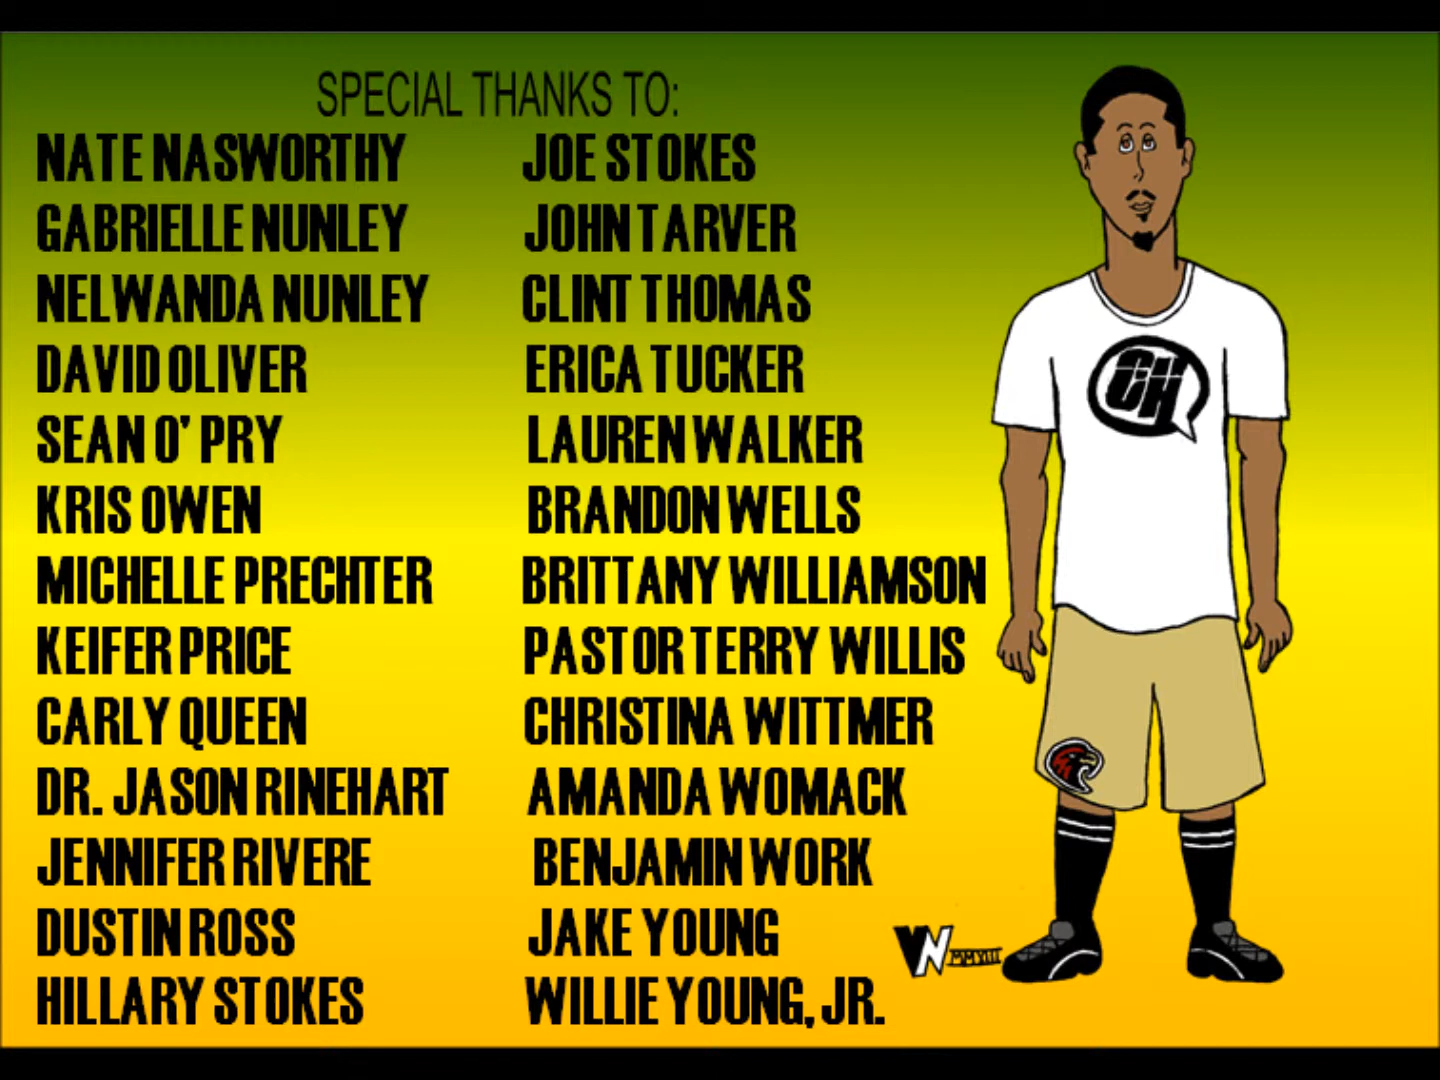 SPECIAL THANKS TO:
NATE NASWORTHY
GABRIELLE NUNLEY
NELWANDA NUNLEY
DAVID OLIVER
SEAN O' PRY
KRIS OWEN
MICHELLE PRECHTER
KEIFER PRICE
CARLY QUEEN
DR. JASON RINEHART
JENNIFER RIVERE
DUSTIN ROSS
HILLARY STOKES
JOE STOKES
JOHN TARVER
CLINT THOMAS
ERICA TUCKER
LAUREN WALKER
BRANDON WELLS
BRITTANY WILLIAMSON
PASTOR TERRY WILLIS
CHRISTINA WITTMER
AMANDA WOMACK
BENJAMIN WORK
JAKE YOUNG
WILLIE YOUNG, JR.
CH
VN MMXIII